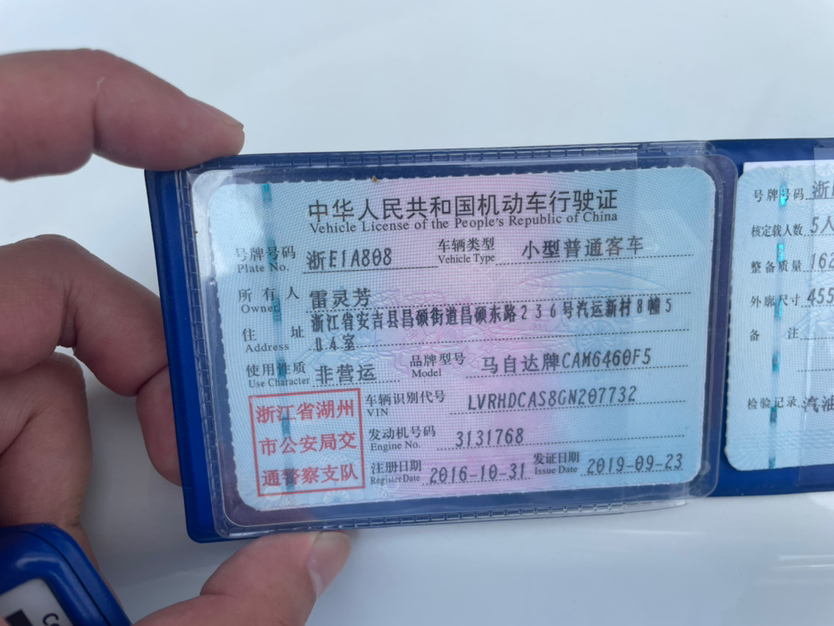 中华人民共和国机动车行驶证
Vehicle License of the People's Republic of China
号牌号码 浙E1A808 车辆类型 小型普通客车
Plate No. Vehicle Type
所有人 雷灵芳
Owner
住址 浙江省安吉县昌硕街道昌硕东路236号汽运新村8幢5
Address 04室
使用性质 非营运 品牌型号 马自达牌CAM6460F5
Use Character Model
浙江省湖州
市公安局交
通警察支队
车辆识别代号 LVRHDCAS8GN207732
VIN
发动机号码 3131768
Engine No.
注册日期 2016-10-31 发证日期 2019-09-23
Register Date Issue Date
号牌号码 浙
核定载人数 5人
整备质量 162
外廓尺寸 455
备注
检验记录 汽油